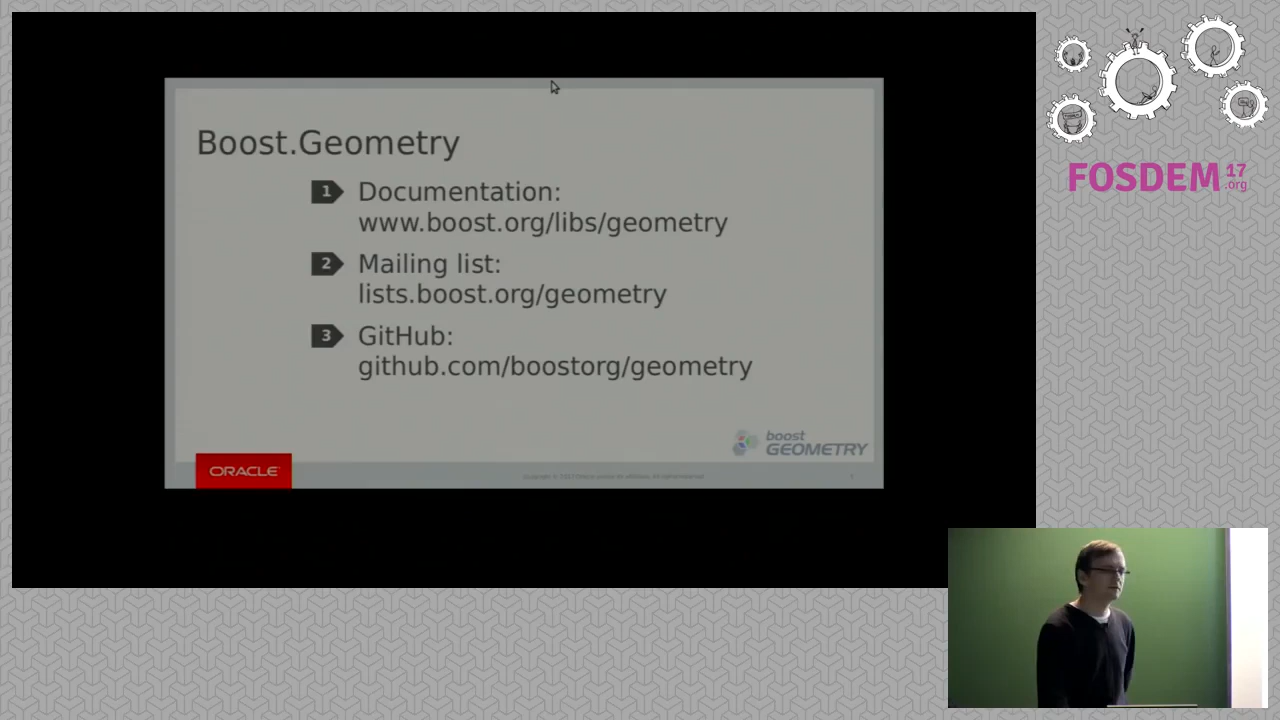 Boost.Geometry
1 Documentation:
www.boost.org/libs/geometry
2 Mailing list:
lists.boost.org/geometry
3 GitHub:
github.com/boostorg/geometry
boost
GEOMETRY
ORACLE
FOSDEM 17
.org